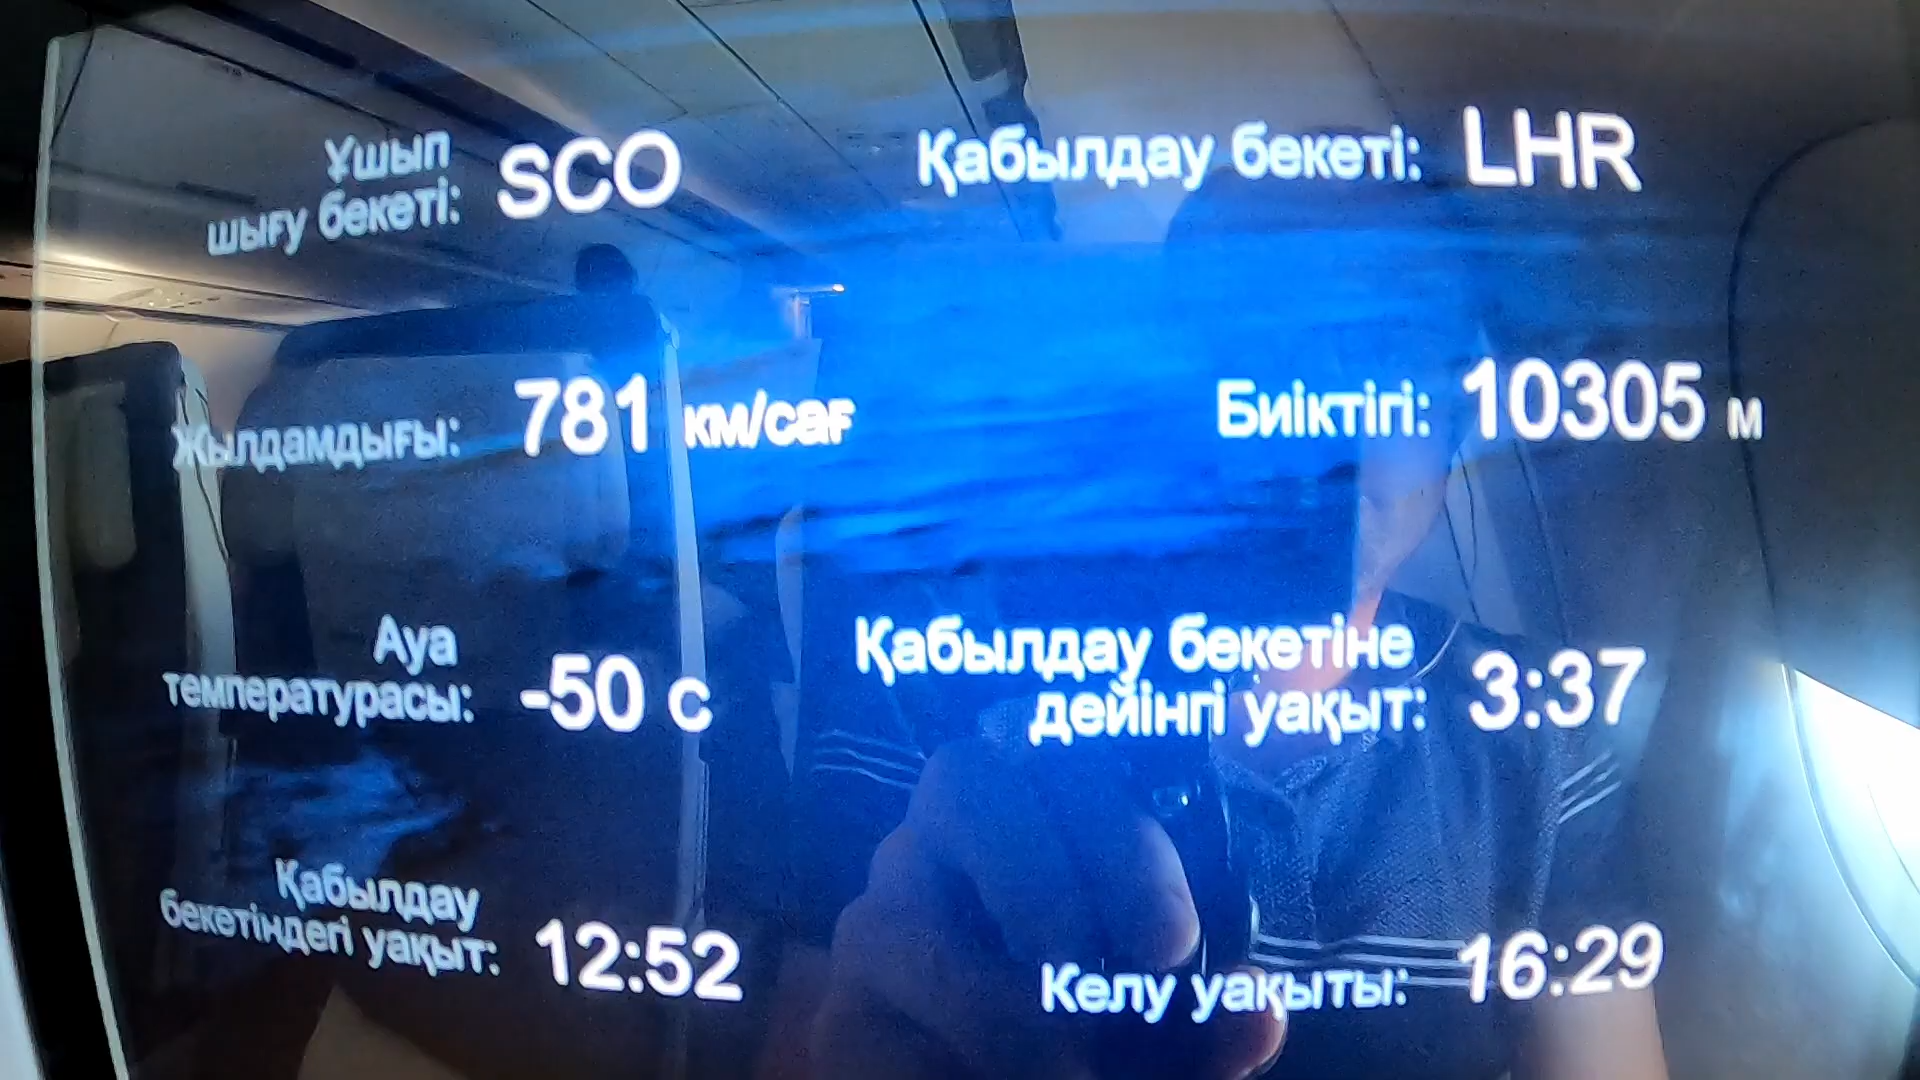 Ұшып
шығу бекеті: SCO
Қабылдау бекеті: LHR
Жылдамдығы: 781 км/сағ
Биіктігі: 10305 м
Ауа
температурасы: -50 c
Қабылдау бекетіне
дейінгі уақыт: 3:37
Қабылдау
бекетіндегі уақыт: 12:52
Келу уақыты: 16:29